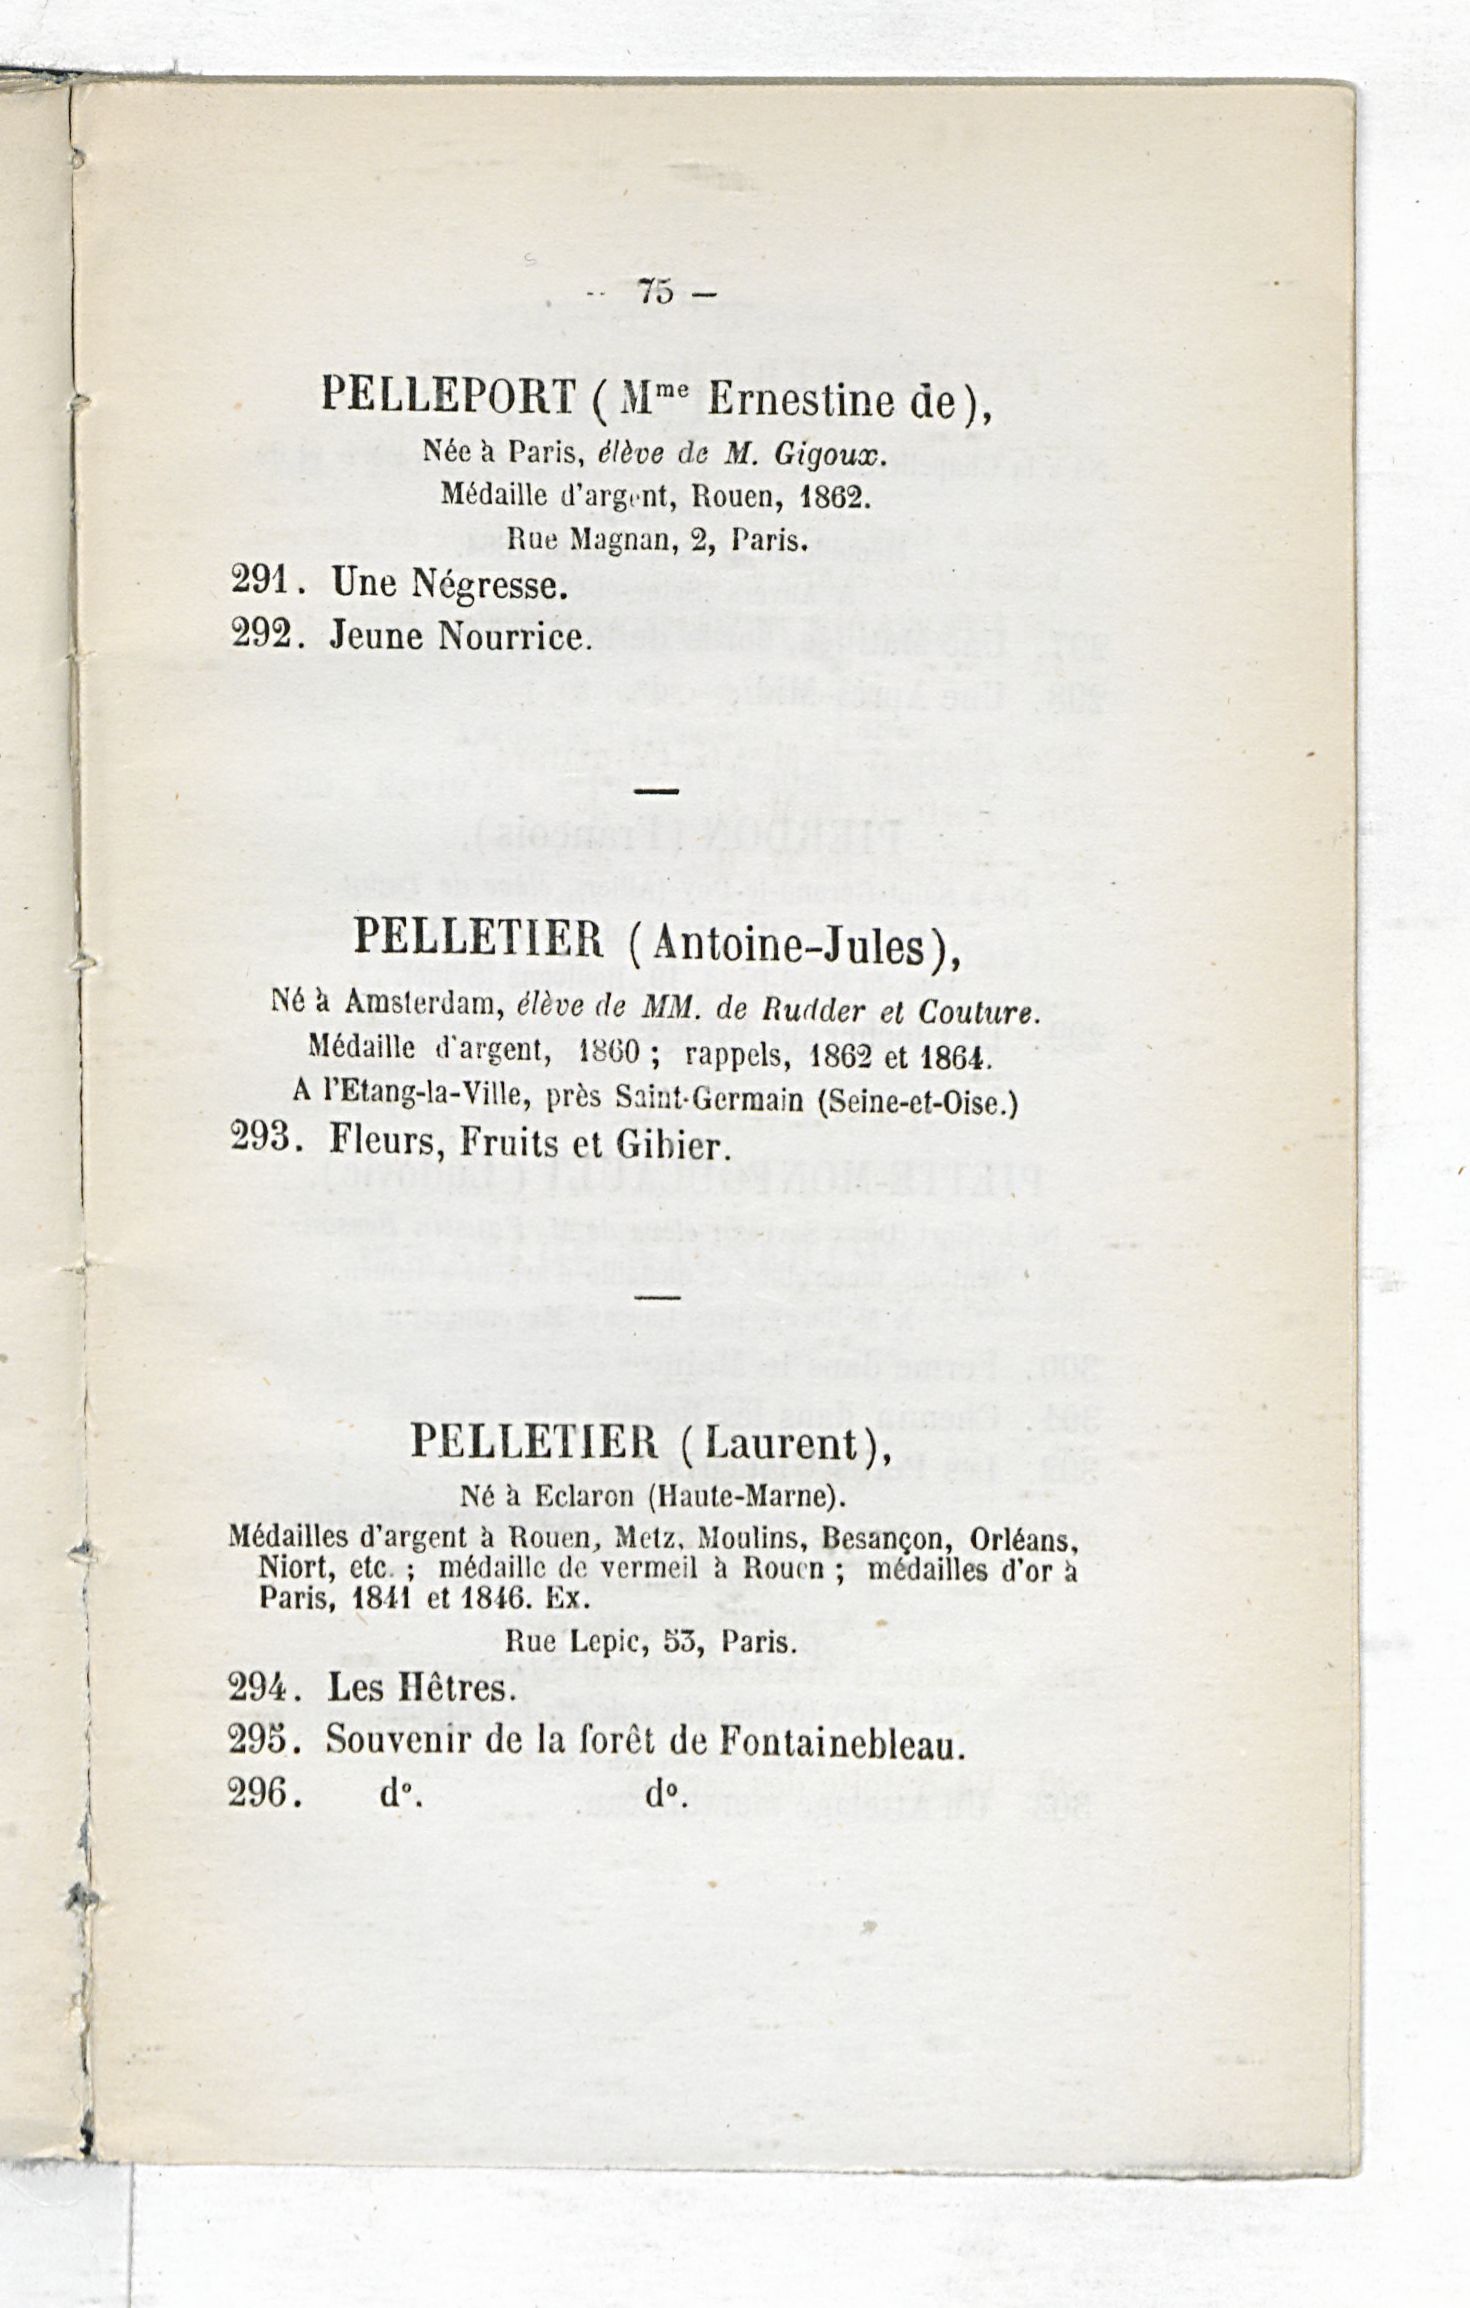 -- 75 —
PELLEPORT (Mᵐᵉ Ernestine de),
Née à Paris, élève de M. Gigoux.
Médaille d'argent, Rouen, 1862.
Rue Magnan, 2, Paris.
291. Une Négresse.
292. Jeune Nourrice.
—
PELLETIER (Antoine-Jules),
Né à Amsterdam, élève de MM. de Rudder et Couture.
Médaille d'argent, 1860 ; rappels, 1862 et 1864.
A l'Etang-la-Ville, près Saint-Germain (Seine-et-Oise.)
293. Fleurs, Fruits et Gibier.
—
PELLETIER (Laurent),
Né à Eclaron (Haute-Marne).
Médailles d'argent à Rouen, Metz, Moulins, Besançon, Orléans,
Niort, etc. ; médaille de vermeil à Rouen ; médailles d'or à
Paris, 1841 et 1846. Ex.
Rue Lepic, 53, Paris.
294. Les Hêtres.
295. Souvenir de la forêt de Fontainebleau.
296. dº. dº.